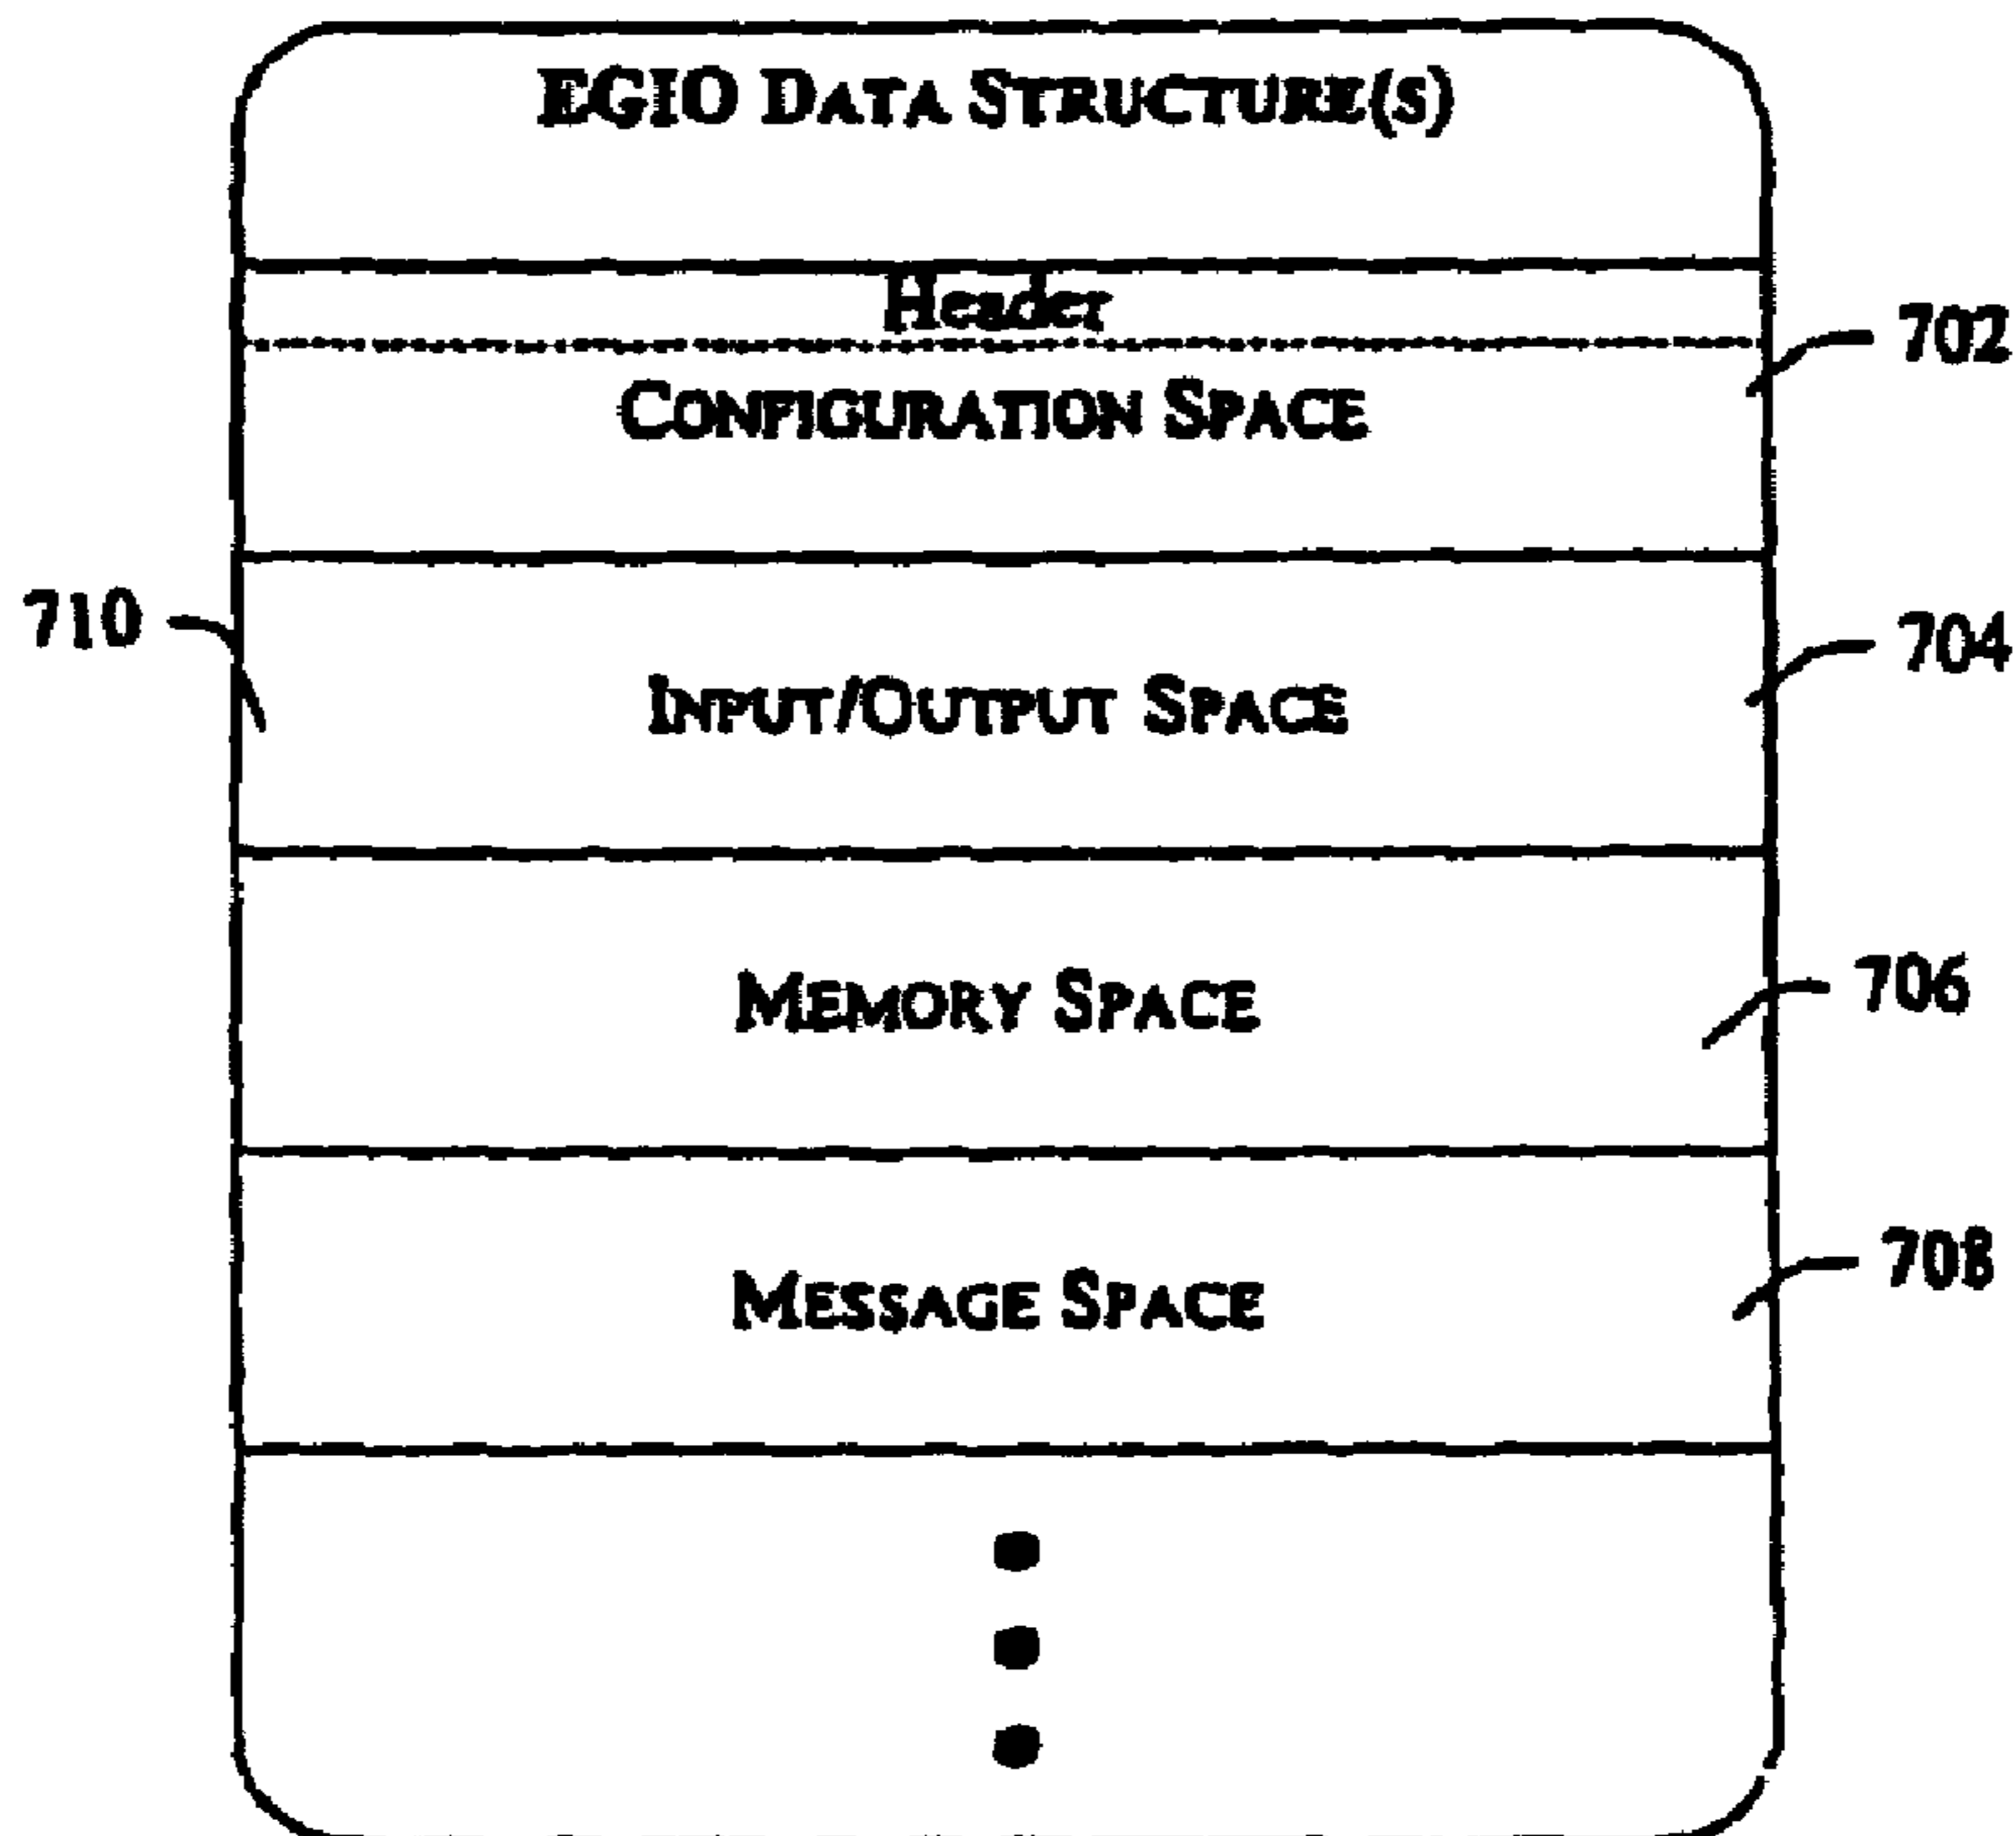 EGIO DATA STRUCTURE(S)
Header
702
CONFIGURATION SPACE
710
704
INPUT/OUTPUT SPACE
706
MEMORY SPACE
708
MESSAGE SPACE